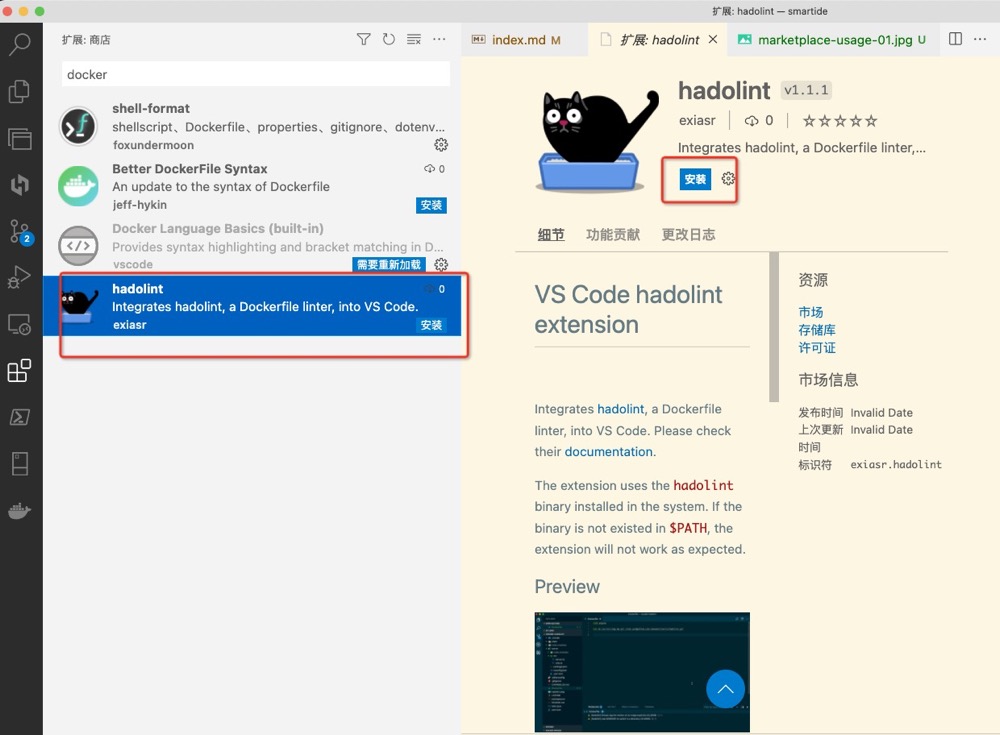 扩展: hadolint — smartide
扩展: 商店
docker
shell-format
shellscript、Dockerfile、properties、gitignore、dotenv...
foxundermoon
Better DockerFile Syntax
0
An update to the syntax of Dockerfile
jeff-hykin
安装
Docker Language Basics (built-in)
Provides syntax highlighting and bracket matching in D...
vscode
需要重新加载
2
hadolint
0
Integrates hadolint, a Dockerfile linter, into VS Code.
exiasr
安装
index.md M
扩展: hadolint
marketplace-usage-01.jpg U
hadolint v1.1.1
exiasr
0
Integrates hadolint, a Dockerfile linter,...
安装
细节 功能贡献 更改日志
VS Code hadolint
extension
Integrates hadolint, a Dockerfile
linter, into VS Code. Please check
their documentation.
The extension uses the hadolint
binary installed in the system. If the
binary is not existed in $PATH, the
extension will not work as expected.
Preview
资源
市场
存储库
许可证
市场信息
发布时间 Invalid Date
上次更新 Invalid Date
时间
标识符 exiasr.hadolint